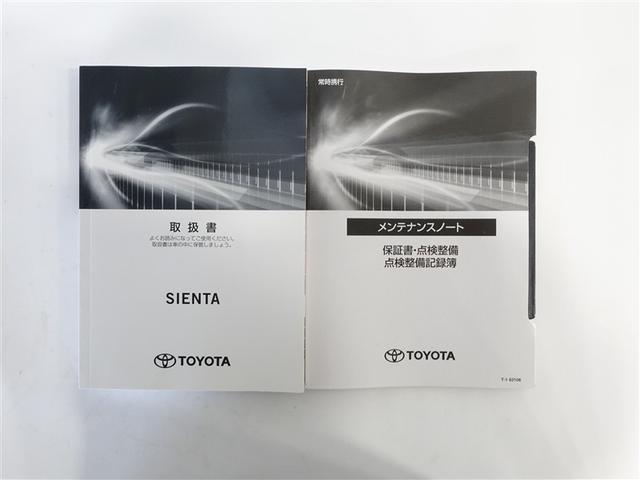 取扱書
よくお読みになってご使用ください。
取扱書は車の中に保管しましょう。
SIENTA
TOYOTA
常時携行
メンテナンスノート
保証書・点検整備
点検整備記録簿
TOYOTA